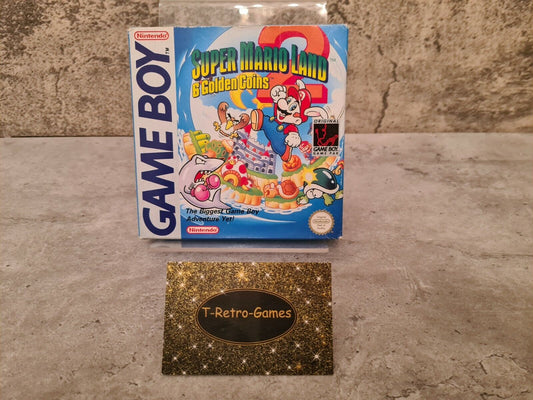 Nintendo
GAME BOY
TM
SUPER MARIO LAND
2
6 Golden Coins
ORIGINAL
GAME BOY
GAME PAK
The Biggest Game Boy
Adventure Yet!
Nintendo
T-Retro-Games